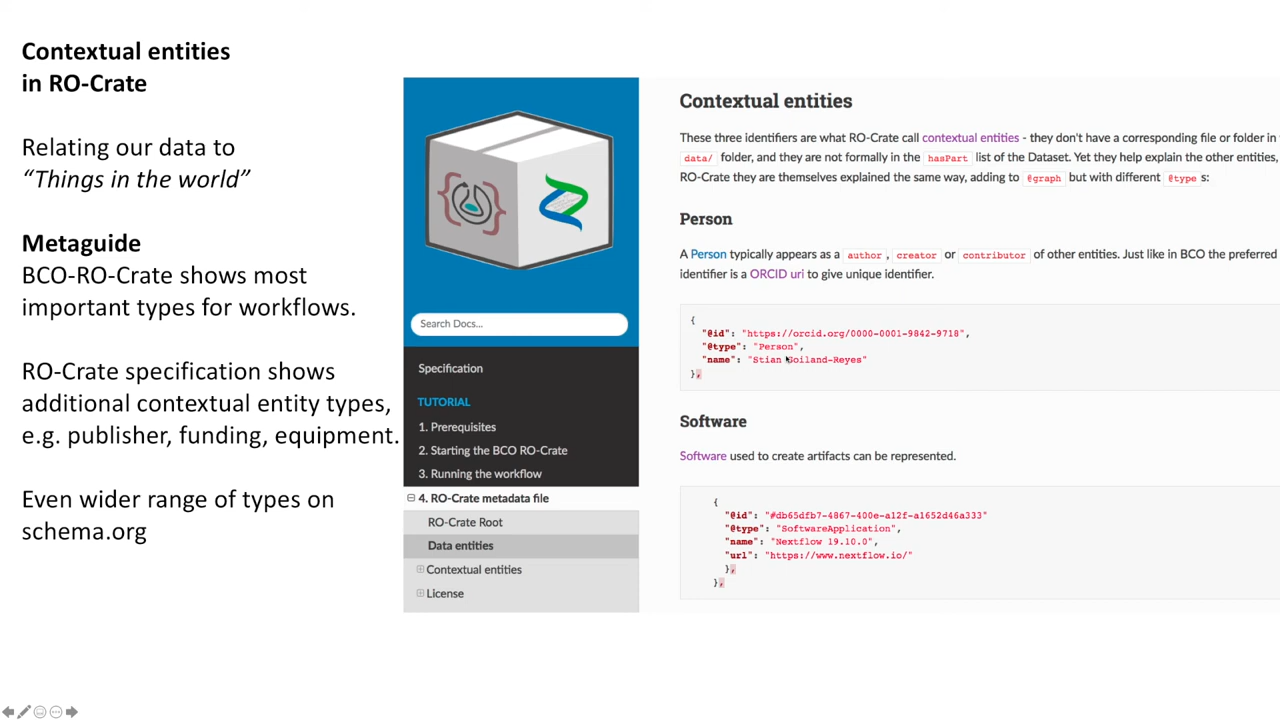 Contextual entities
in RO-Crate
Relating our data to
“Things in the world”
Metaguide
BCO-RO-Crate shows most
important types for workflows.
RO-Crate specification shows
additional contextual entity types,
e.g. publisher, funding, equipment.
Even wider range of types on
schema.org
Search Docs...
Specification
TUTORIAL
1. Prerequisites
2. Starting the BCO RO-Crate
3. Running the workflow
4. RO-Crate metadata file
RO-Crate Root
Data entities
Contextual entities
License
Contextual entities
These three identifiers are what RO-Crate call contextual entities - they don't have a corresponding file or folder in
data/ folder, and they are not formally in the hasPart list of the Dataset. Yet they help explain the other entities,
RO-Crate they are themselves explained the same way, adding to @graph but with different @type s:
Person
A Person typically appears as a author, creator or contributor of other entities. Just like in BCO the preferred
identifier is a ORCID uri to give unique identifier.
{
"@id": "https://orcid.org/0000-0001-9842-9718",
"@type": "Person",
"name": "Stian Soiland-Reyes"
},
Software
Software used to create artifacts can be represented.
{
"@id": "#db65dfb7-4867-400e-a12f-a1652d46a333"
"@type": "SoftwareApplication",
"name": "Nextflow 19.10.0",
"url": "https://www.nextflow.io/"
},
},